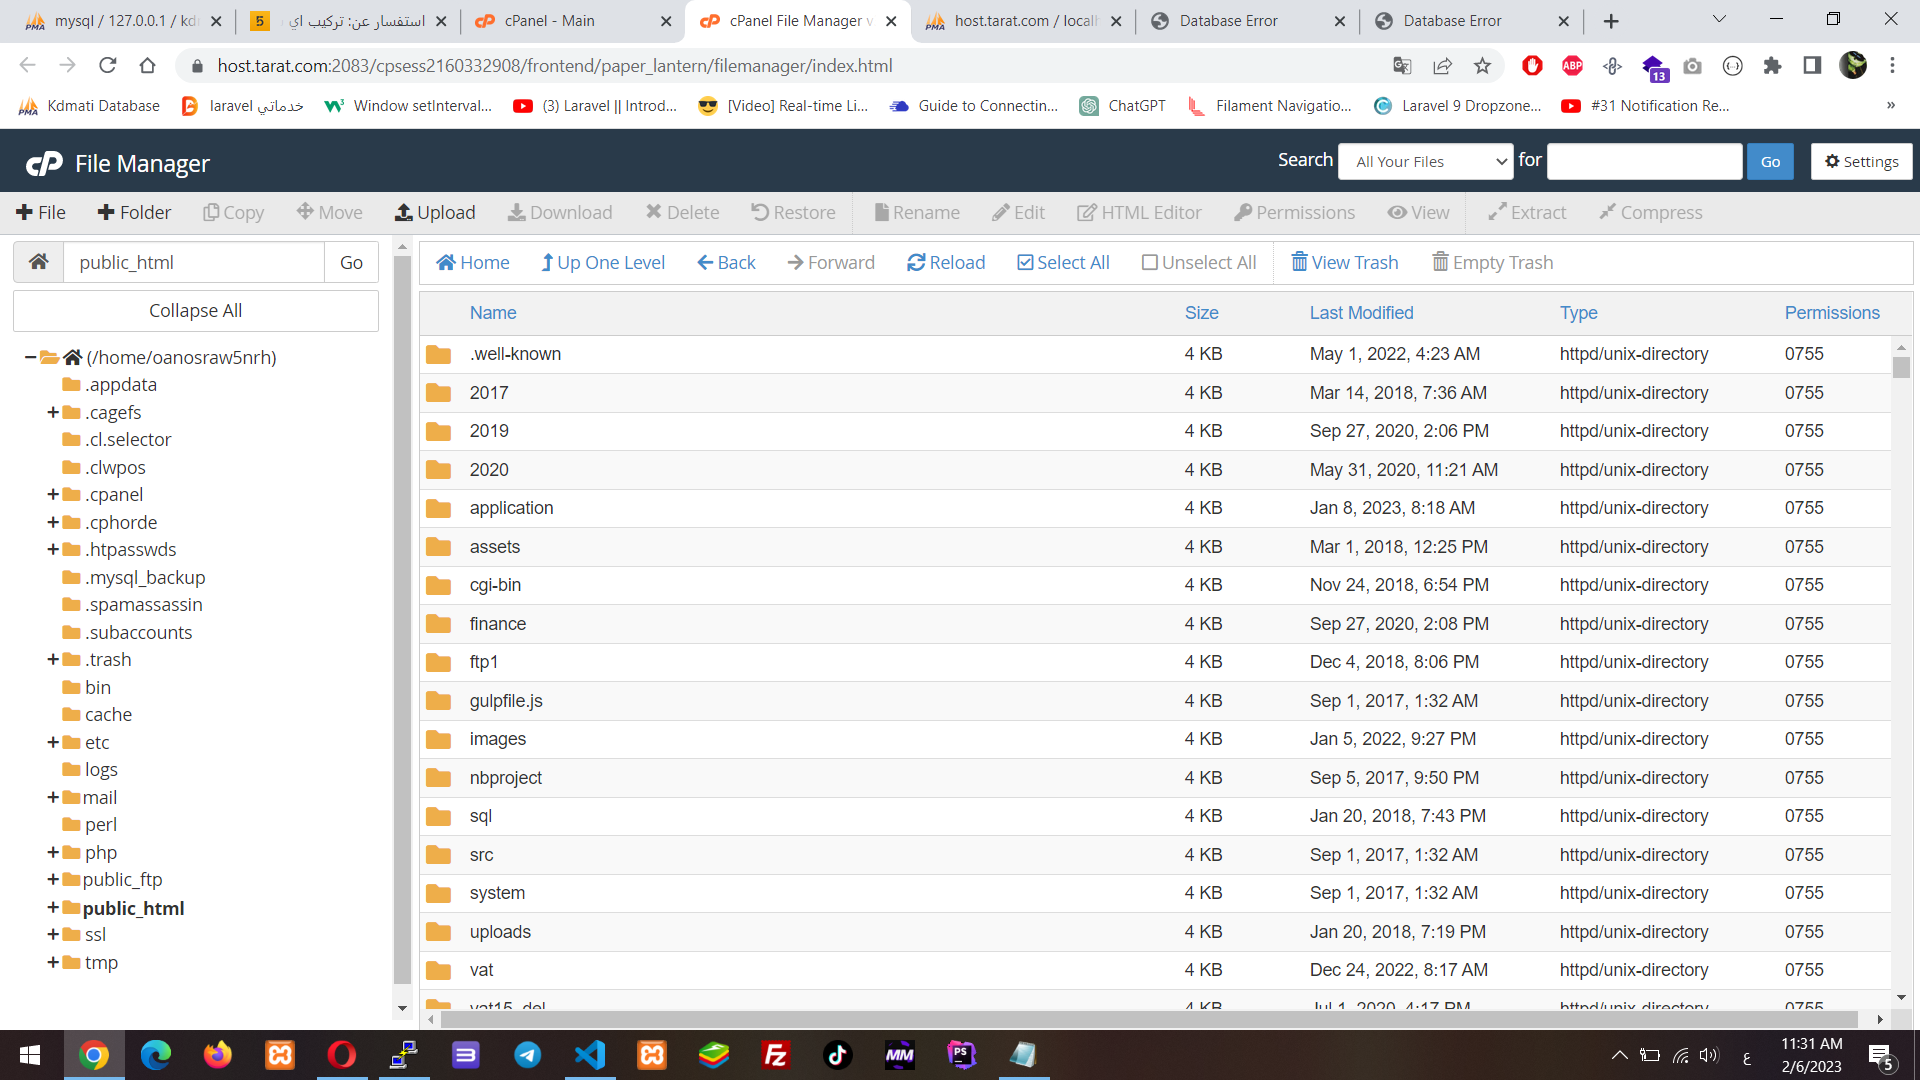 mysql / 127.0.0.1 / kdr
استفسار عن: تركيب اي
cPanel - Main
cPanel File Manager v
host.tarat.com / localh
Database Error
Database Error
host.tarat.com:2083/cpsess2160332908/frontend/paper_lantern/filemanager/index.html
Kdmati Database
laravel خدماتي
Window setInterval...
(3) Laravel || Introd...
[Video] Real-time Li...
Guide to Connectin...
ChatGPT
Filament Navigatio...
Laravel 9 Dropzone...
#31 Notification Re...
File Manager
Search All Your Files for Go Settings
File Folder Copy Move Upload Download Delete Restore Rename Edit HTML Editor Permissions View Extract Compress
public_html Go
Collapse All
(/home/oanosraw5nrh)
.appdata
.cagefs
.cl.selector
.clwpos
.cpanel
.cphorde
.htpasswds
.mysql_backup
.spamassassin
.subaccounts
.trash
bin
cache
etc
logs
mail
perl
php
public_ftp
public_html
ssl
tmp
Home Up One Level Back Forward Reload Select All Unselect All View Trash Empty Trash
Name Size Last Modified Type Permissions
.well-known 4 KB May 1, 2022, 4:23 AM httpd/unix-directory 0755
2017 4 KB Mar 14, 2018, 7:36 AM httpd/unix-directory 0755
2019 4 KB Sep 27, 2020, 2:06 PM httpd/unix-directory 0755
2020 4 KB May 31, 2020, 11:21 AM httpd/unix-directory 0755
application 4 KB Jan 8, 2023, 8:18 AM httpd/unix-directory 0755
assets 4 KB Mar 1, 2018, 12:25 PM httpd/unix-directory 0755
cgi-bin 4 KB Nov 24, 2018, 6:54 PM httpd/unix-directory 0755
finance 4 KB Sep 27, 2020, 2:08 PM httpd/unix-directory 0755
ftp1 4 KB Dec 4, 2018, 8:06 PM httpd/unix-directory 0755
gulpfile.js 4 KB Sep 1, 2017, 1:32 AM httpd/unix-directory 0755
images 4 KB Jan 5, 2022, 9:27 PM httpd/unix-directory 0755
nbproject 4 KB Sep 5, 2017, 9:50 PM httpd/unix-directory 0755
sql 4 KB Jan 20, 2018, 7:43 PM httpd/unix-directory 0755
src 4 KB Sep 1, 2017, 1:32 AM httpd/unix-directory 0755
system 4 KB Sep 1, 2017, 1:32 AM httpd/unix-directory 0755
uploads 4 KB Jan 20, 2018, 7:19 PM httpd/unix-directory 0755
vat 4 KB Dec 24, 2022, 8:17 AM httpd/unix-directory 0755
vat15_del 4 KB Jul 1, 2020, 4:17 PM httpd/unix-directory 0755
ع
11:31 AM
2/6/2023
5